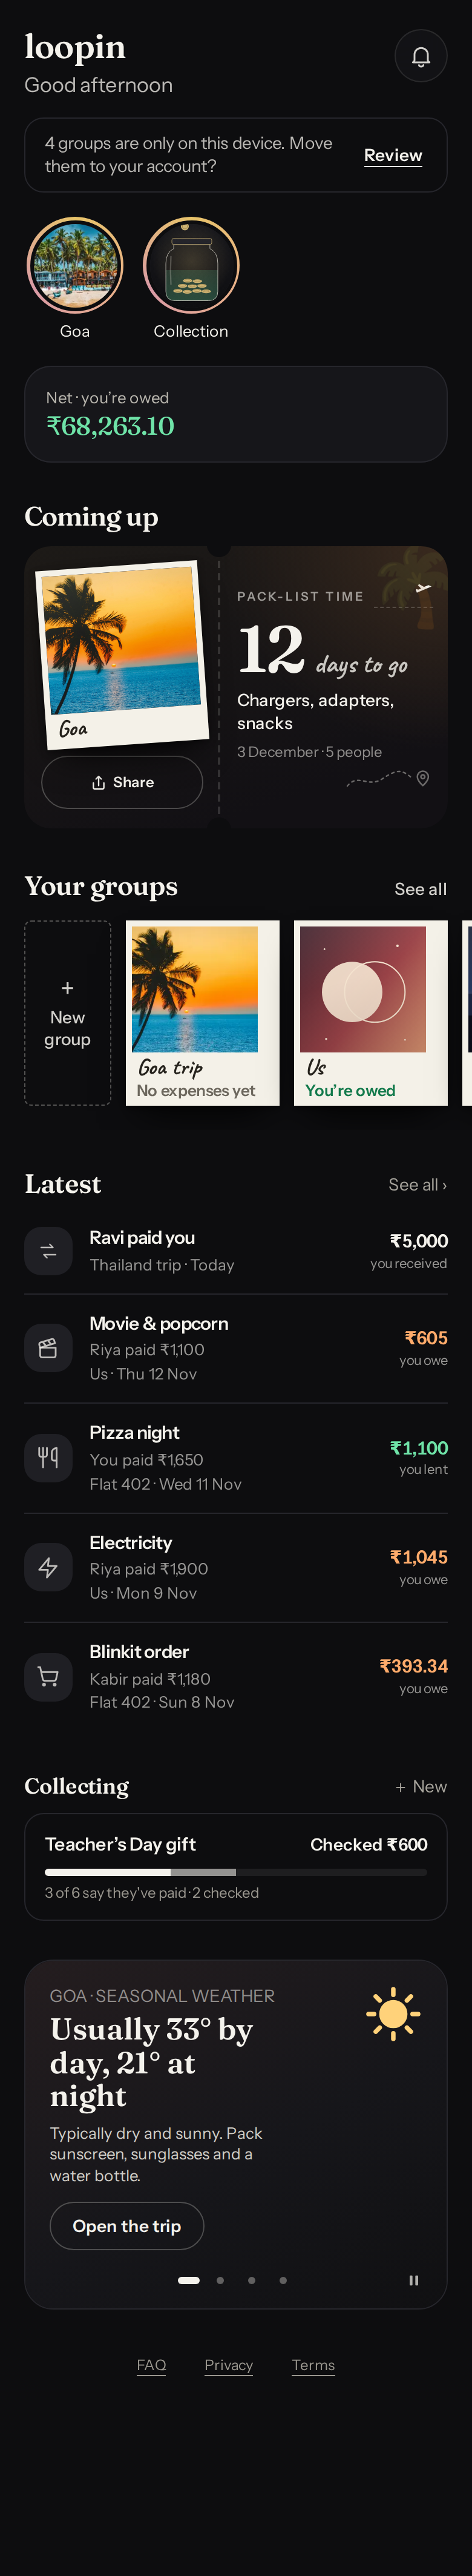 loopin
Good afternoon
4 groups are only on this device. Move
them to your account?
Review
Goa
Collection
Net · you're owed
₹68,263.10
Coming up
Goa
Share
PACK-LIST TIME
12 days to go
Chargers, adapters,
snacks
3 December · 5 people
Your groups
See all
+
New
group
Goa trip
No expenses yet
Us
You're owed
Latest
See all ›
Ravi paid you
Thailand trip · Today
₹5,000
you received
Movie & popcorn
Riya paid ₹1,100
Us · Thu 12 Nov
₹605
you owe
Pizza night
You paid ₹1,650
Flat 402 · Wed 11 Nov
₹1,100
you lent
Electricity
Riya paid ₹1,900
Us · Mon 9 Nov
₹1,045
you owe
Blinkit order
Kabir paid ₹1,180
Flat 402 · Sun 8 Nov
₹393.34
you owe
Collecting
+ New
Teacher's Day gift
Checked ₹600
3 of 6 say they've paid · 2 checked
GOA · SEASONAL WEATHER
Usually 33° by
day, 21° at
night
Typically dry and sunny. Pack
sunscreen, sunglasses and a
water bottle.
Open the trip
FAQ
Privacy
Terms